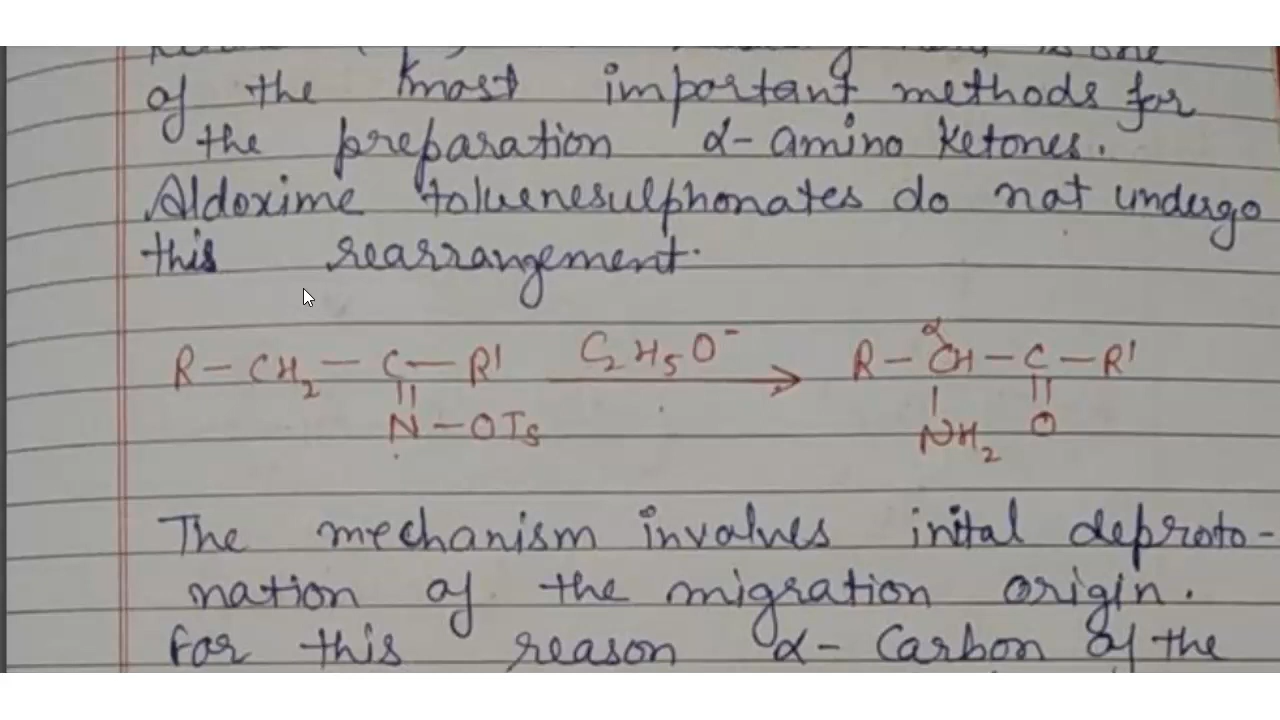 is one
of the most important methods for
the preparation α-amino ketones.
Aldoxime toluenesulphonates do not undergo
this rearrangement.
R-CH2-C-R' C2H5O- R-CH-C-R'
α
|| | ||
N-OTs NH2 O
The mechanism involves inital deproto-
nation of the migration origin.
for this reason α-Carbon of the